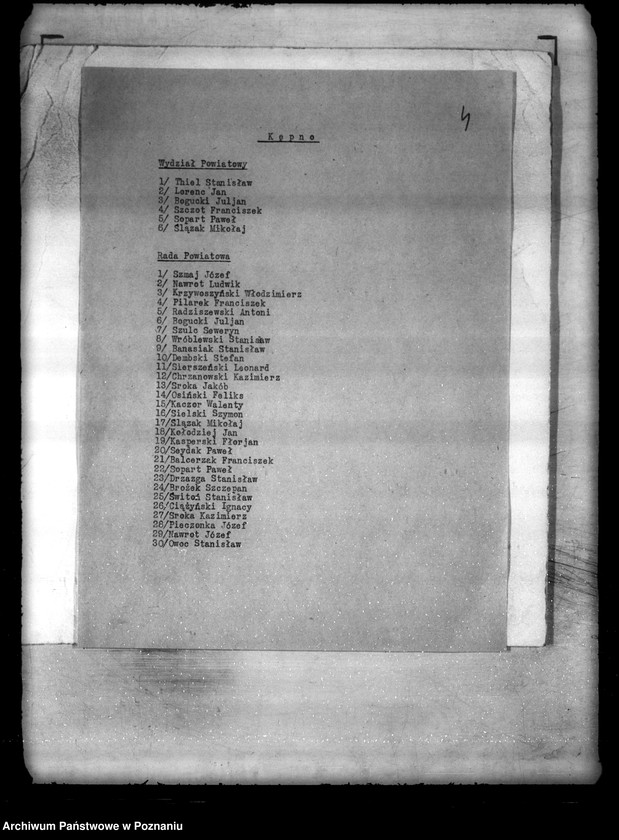 4
K ę p n o
Wydział Powiatowy
1/ Thiel Stanisław
2/ Lorenc Jan
3/ Bogucki Juljan
4/ Szczot Franciszek
5/ Sopart Paweł
6/ Ślązak Mikołaj
Rada Powiatowa
1/ Szmaj Józef
2/ Nawrot Ludwik
3/ Krzywoszyński Włodzimierz
4/ Pilarek Franciszek
5/ Radziszewski Antoni
6/ Bogucki Juljan
7/ Szulc Seweryn
8/ Wróblewski Stanisław
9/ Banasiak Stanisław
10/Dembski Stefan
11/Sierszeński Leonard
12/Chrzanowski Kazimierz
13/Sroka Jakób
14/Osiński Feliks
15/Kaczor Walenty
16/Sielski Szymon
17/Ślązak Mikołaj
18/Kołodziej Jan
19/Kasperski Florjan
20/Seydak Paweł
21/Balcerzak Franciszek
22/Sopart Paweł
23/Drzazga Stanisław
24/Brożek Szczepan
25/Świtoń Stanisław
26/Ciążyński Ignacy
27/Sroka Kazimierz
28/Pieczonka Józef
29/Nawrot Józef
30/Owoc Stanisław
Archiwum Państwowe w Poznaniu